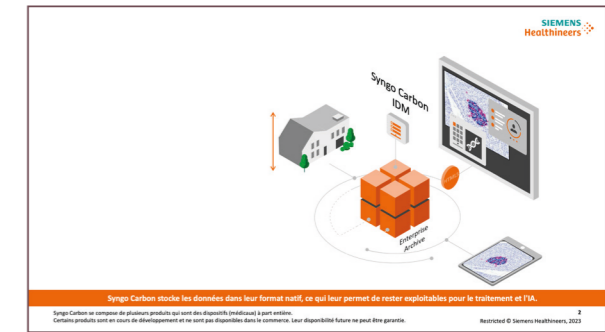 SIEMENS
Healthineers
Syngo Carbon
IDM
Enterprise
Archive
Syngo Carbon stocke les données dans leur format natif, ce qui leur permet de rester exploitables pour le traitement et l'IA.
Syngo Carbon se compose de plusieurs produits qui sont des dispositifs (médicaux) à part entière.
Certains produits sont en cours de développement et ne sont pas disponibles dans le commerce. Leur disponibilité future ne peut être garantie.
2
Restricted © Siemens Healthineers, 2023